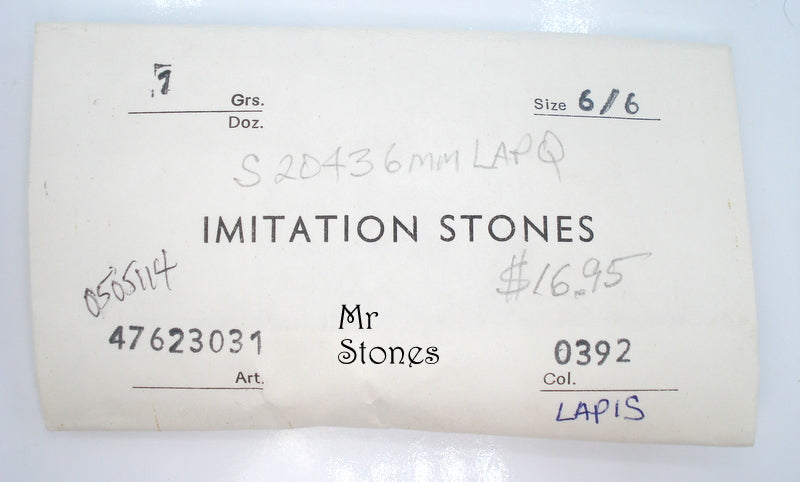 1 Grs.
Doz.
Size 6/6
S 20436MM LAPQ
IMITATION STONES
0505114
$16.95
Mr
Stones
47623031
Art.
0392
Col.
LAPIS